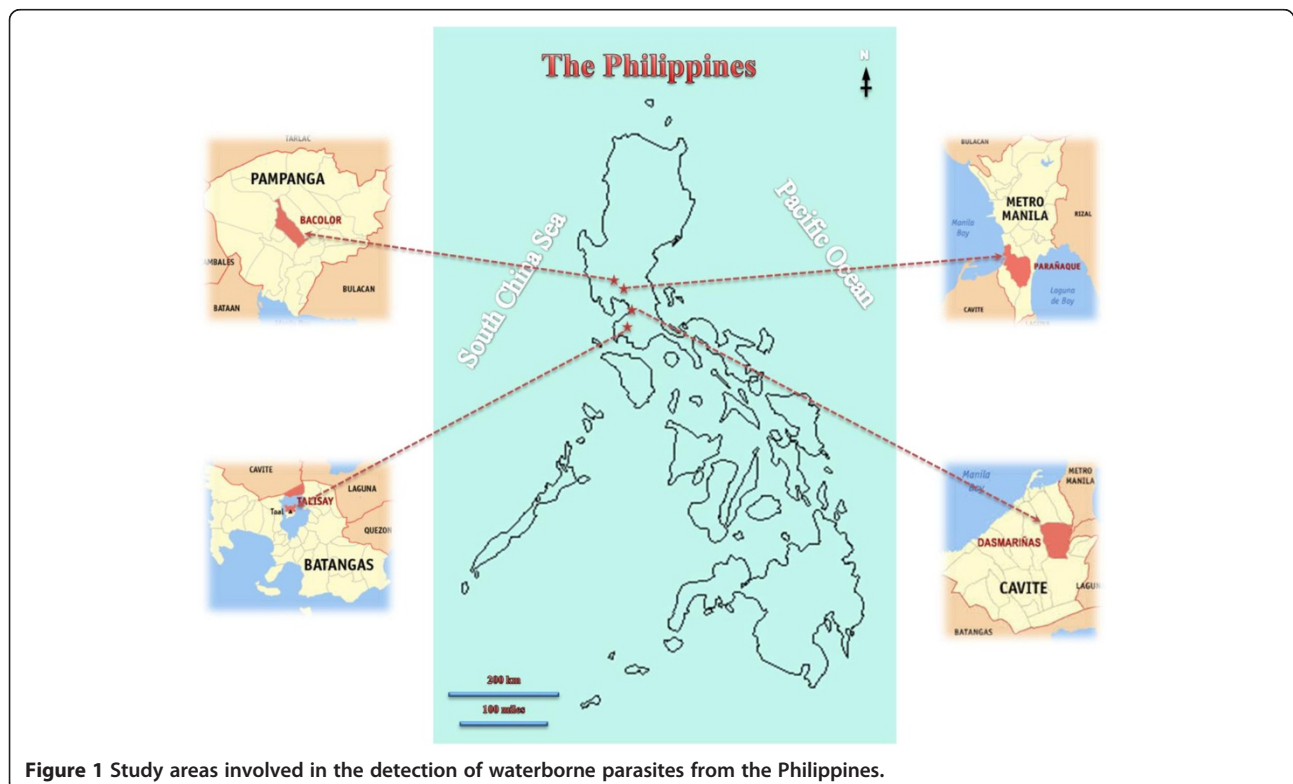 The Philippines
N
South China Sea
Pacific Ocean
200 km
100 miles
TARLAC
PAMPANGA
BACOLOR
AMBALES
BULACAN
BATAAN
BULACAN
METRO
MANILA
Manila
Bay
RIZAL
PARAÑAQUE
CAVITE
Laguna
de Bay
CAVITE
LAGUNA
TALISAY
Taal
QUEZON
BATANGAS
Manila
Bay
METRO
MANILA
DASMARIÑAS
CAVITE
LAGUN
BATANGAS
Figure 1 Study areas involved in the detection of waterborne parasites from the Philippines.